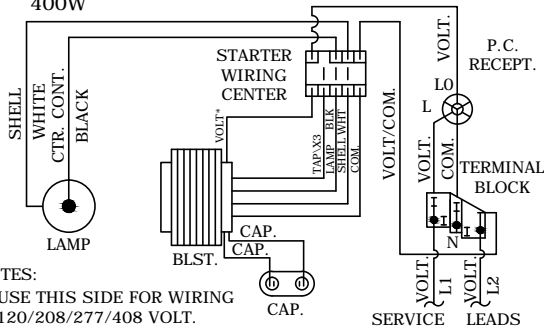 400W
SHELL
WHITE
CTR. CONT.
BLACK
LAMP
STARTER
WIRING
CENTER
VOLT*
TAP\X3
LAMP BLK
SHELL WHT
COM.
BLST.
CAP.
CAP.
CAP.
VOLT/COM.
VOLT.
P.C.
RECEPT.
LO
L
VOLT.
COM.
TERMINAL
BLOCK
N
VOLT.
L1
VOLT.
L2
SERVICE LEADS
TES:
USE THIS SIDE FOR WIRING
120/208/277/408 VOLT.